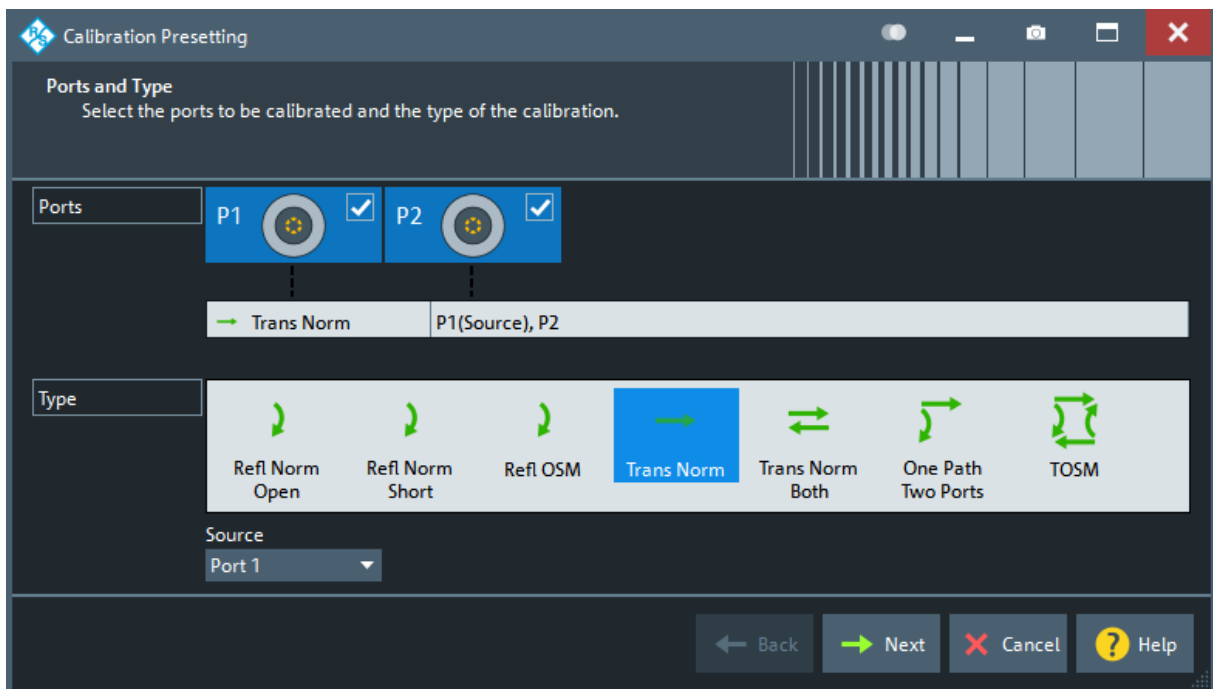 Calibration Presetting
Ports and Type
Select the ports to be calibrated and the type of the calibration.
Ports
P1
P2
Trans Norm
P1(Source), P2
Type
Refl Norm
Open
Refl Norm
Short
Refl OSM
Trans Norm
Trans Norm
Both
One Path
Two Ports
TOSM
Source
Port 1
Back
Next
Cancel
? Help